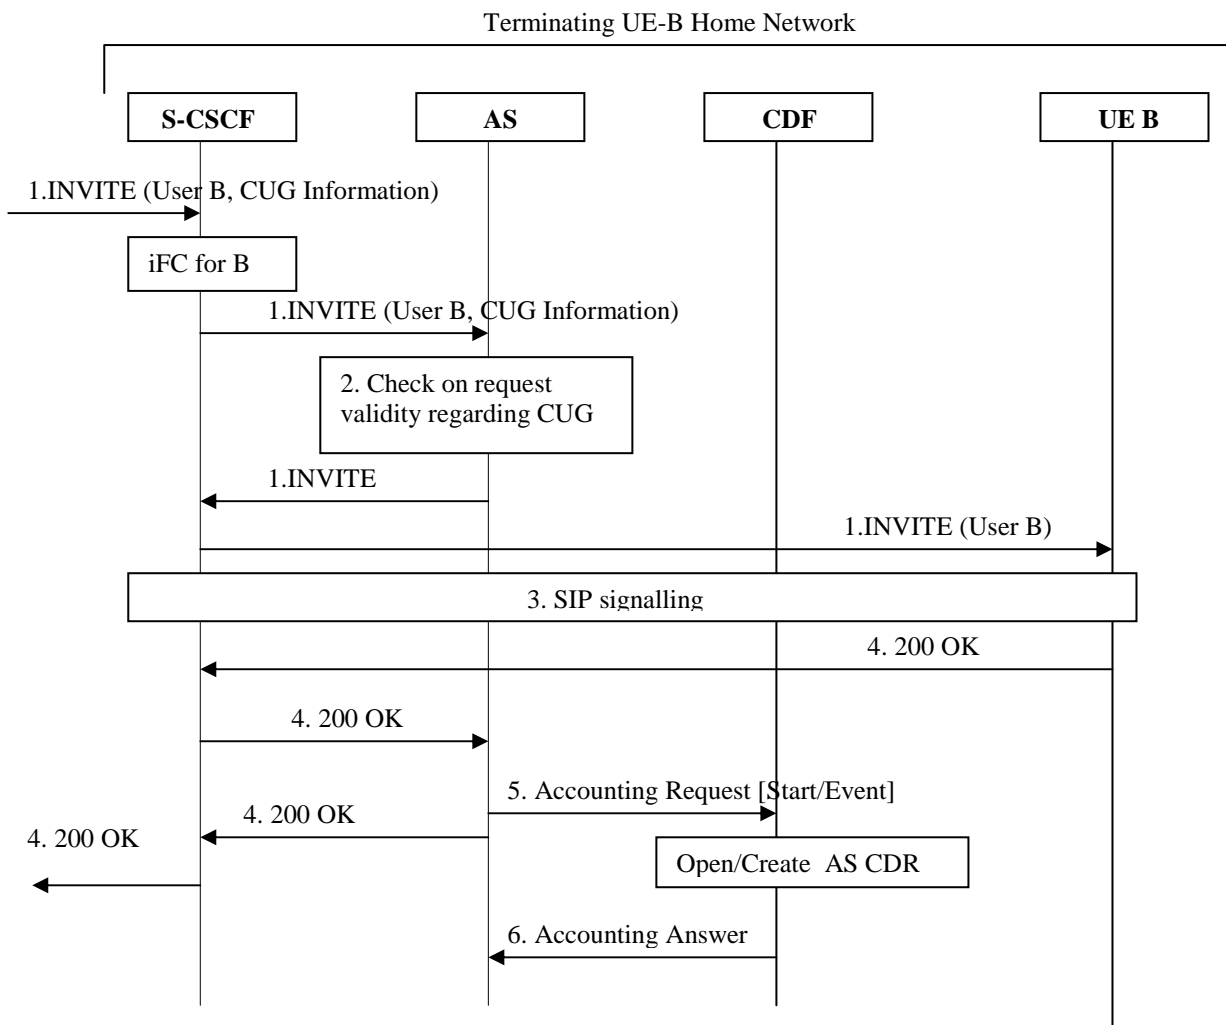 Terminating UE-B Home Network
S-CSCF
AS
CDF
UE B
1.INVITE (User B, CUG Information)
iFC for B
1.INVITE (User B, CUG Information)
2. Check on request
validity regarding CUG
1.INVITE
1.INVITE (User B)
3. SIP signalling
4. 200 OK
4. 200 OK
5. Accounting Request [Start/Event]
4. 200 OK
4. 200 OK
Open/Create AS CDR
6. Accounting Answer